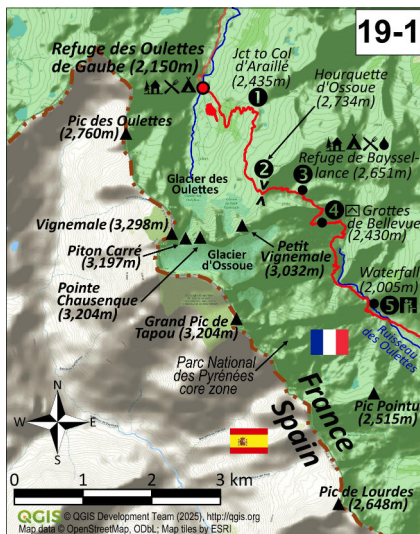 19-1
Refuge des Oulettes
de Gaube (2,150m)
Jct to Col
d'Araillé
(2,435m)
1
Hourquette
d'Ossoue
(2,734m)
Pic des Oulettes
(2,760m)
2
3
Refuge de Baysse-
llance (2,651m)
Glacier des
Oulettes
4
Grottes
de Bellevue
(2,430m)
Vignemale (3,298m)
Piton Carré
(3,197m)
Glacier
d'Ossoue
Petit
Vignemale
(3,032m)
Pointe
Chausenque
(3,204m)
Waterfall
(2,005m)
5
Grand Pic de
Tapou (3,204m)
Ruisseau
des Oulettes
Parc National
des Pyrénées
core zone
France
Spain
Pic Pointu
(2,515m)
N
W
E
S
Pic de Lourdes
(2,648m)
0 1 2 3 km
QGIS © QGIS Development Team (2025), http://qgis.org
Map data © OpenStreetMap, ODbL; Map tiles by ESRI